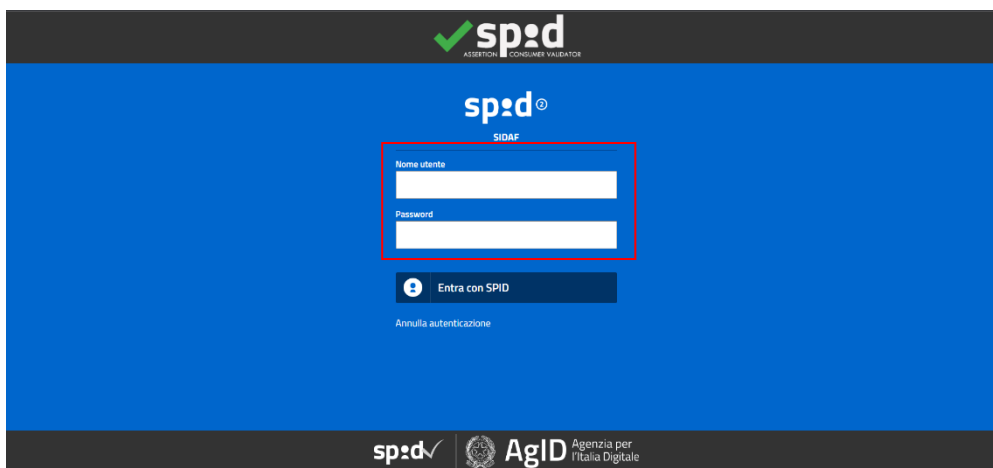 spid
ASSERTION CONSUMER VALIDATOR
spid 2
SIDAF
Nome utente
Password
Entra con SPID
Annulla autenticazione
spid AgID Agenzia per
l'Italia Digitale